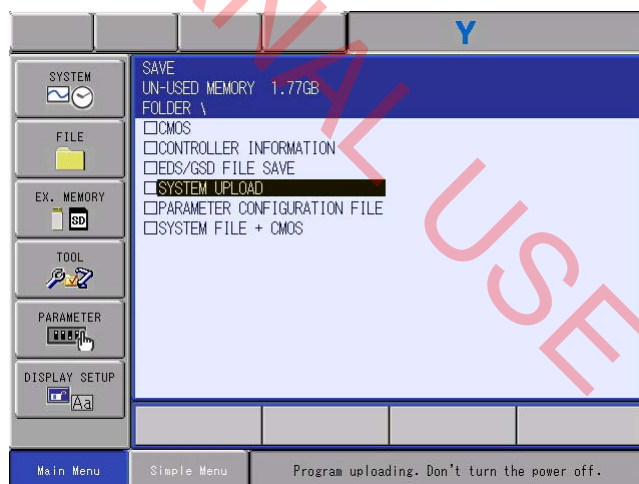 Y
SYSTEM
FILE
EX. MEMORY
SD
TOOL
PARAMETER
DISPLAY SETUP
Aa
SAVE
UN-USED MEMORY 1.77GB
FOLDER \
CMOS
CONTROLLER INFORMATION
EDS/GSD FILE SAVE
SYSTEM UPLOAD
PARAMETER CONFIGURATION FILE
SYSTEM FILE + CMOS
Main Menu
Simple Menu
Program uploading. Don't turn the power off.
NAL USE